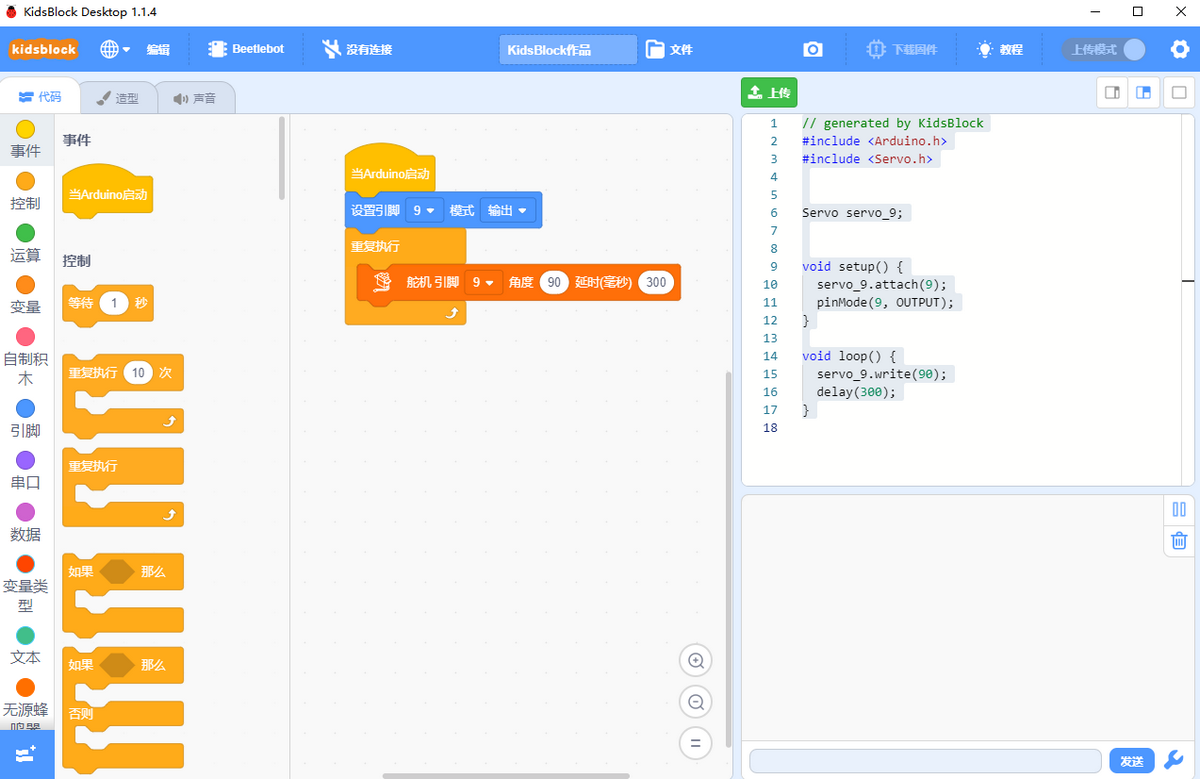 KidsBlock Desktop 1.1.4
kidsblock
编辑
Beetlebot
没有连接
KidsBlock作品
文件
下载固件
教程
上传模式
代码
造型
声音
上传
事件
控制
运算
变量
自制积
木
引脚
串口
数据
变量类
型
文本
无源蜂
鸣器
事件
当Arduino启动
控制
等待 1 秒
重复执行 10 次
重复执行
如果 那么
如果 那么
否则
当Arduino启动
设置引脚 9 模式 输出
重复执行
舵机 引脚 9 角度 90 延时(毫秒) 300
1 // generated by KidsBlock
2 #include <Arduino.h>
3 #include <Servo.h>
4
5
6 Servo servo_9;
7
8
9 void setup() {
10 servo_9.attach(9);
11 pinMode(9, OUTPUT);
12 }
13
14 void loop() {
15 servo_9.write(90);
16 delay(300);
17 }
18
发送